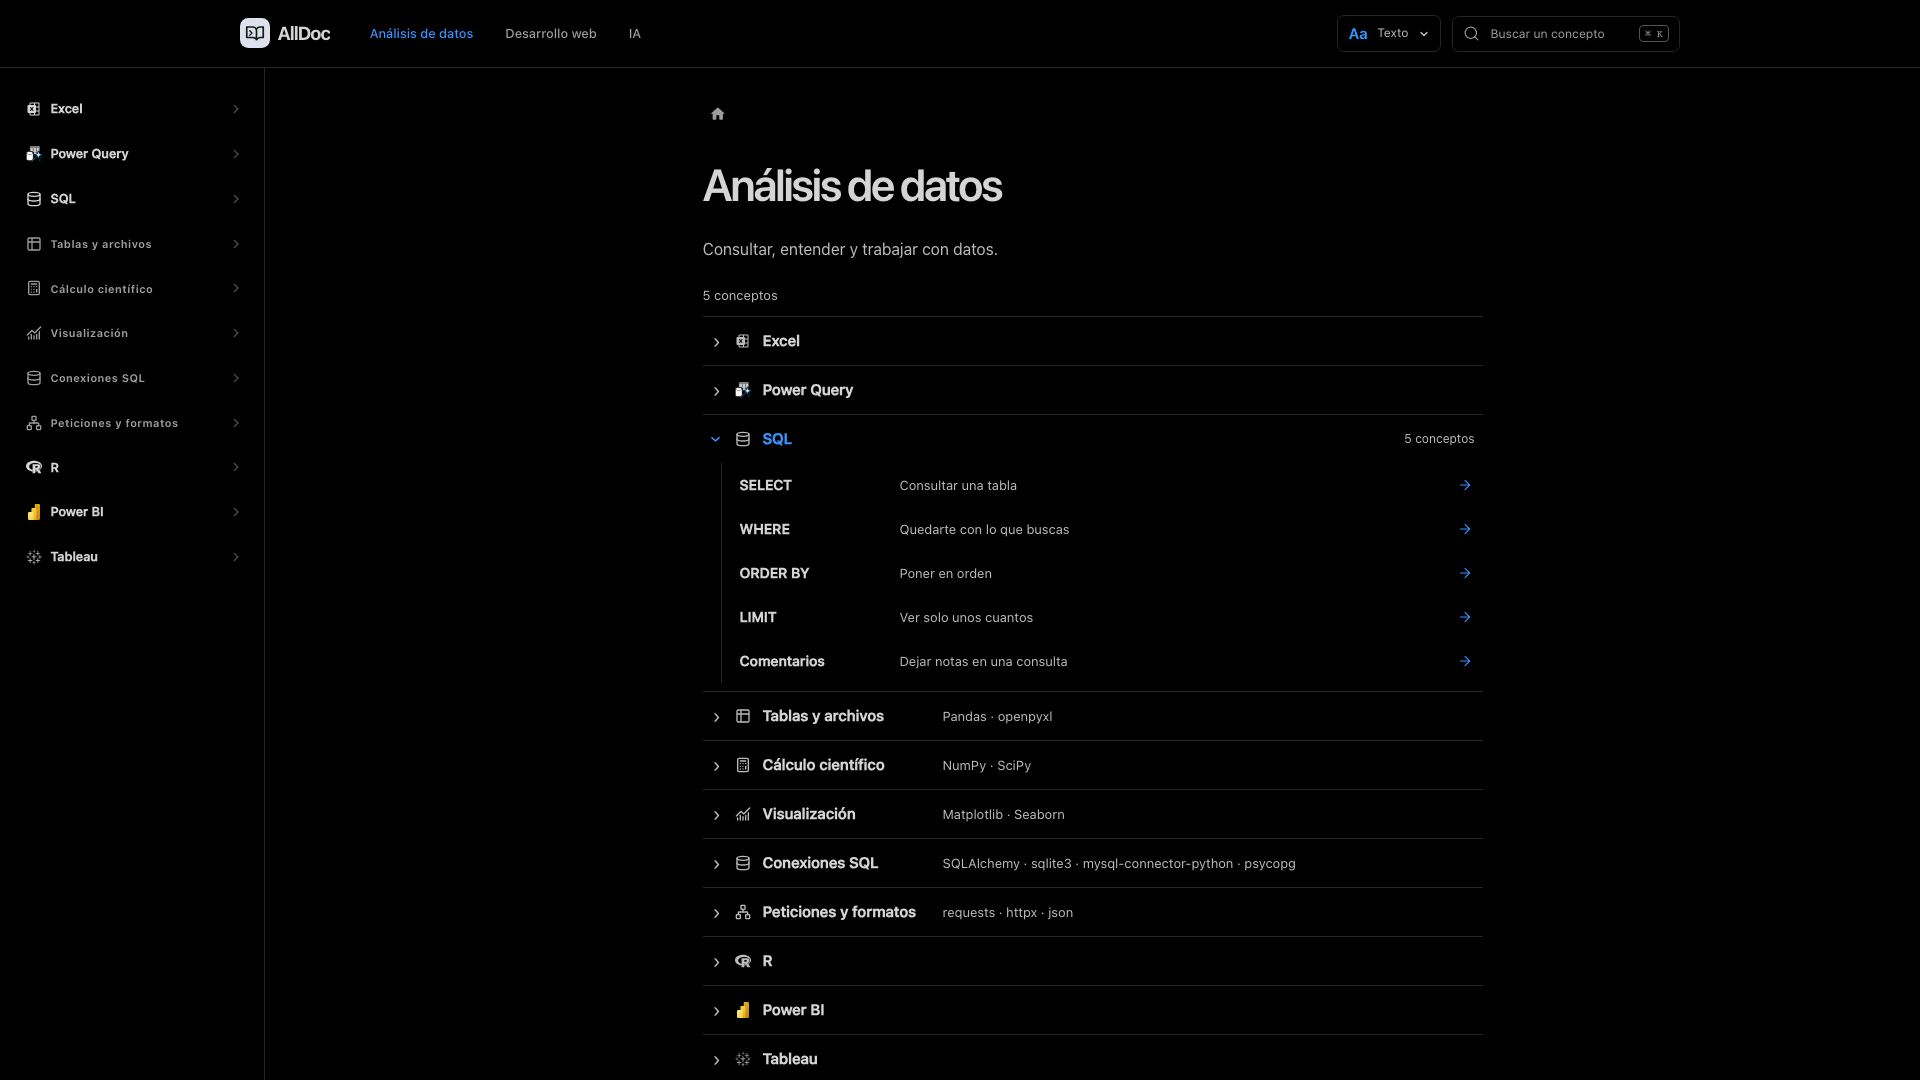 AllDoc
Análisis de datos
Desarrollo web
IA
Aa Texto
Buscar un concepto
⌘ K
Excel
Power Query
SQL
Tablas y archivos
Cálculo científico
Visualización
Conexiones SQL
Peticiones y formatos
R
Power BI
Tableau
Análisis de datos
Consultar, entender y trabajar con datos.
5 conceptos
Excel
Power Query
SQL 5 conceptos
SELECT Consultar una tabla
WHERE Quedarte con lo que buscas
ORDER BY Poner en orden
LIMIT Ver solo unos cuantos
Comentarios Dejar notas en una consulta
Tablas y archivos Pandas · openpyxl
Cálculo científico NumPy · SciPy
Visualización Matplotlib · Seaborn
Conexiones SQL SQLAlchemy · sqlite3 · mysql-connector-python · psycopg
Peticiones y formatos requests · httpx · json
R
Power BI
Tableau